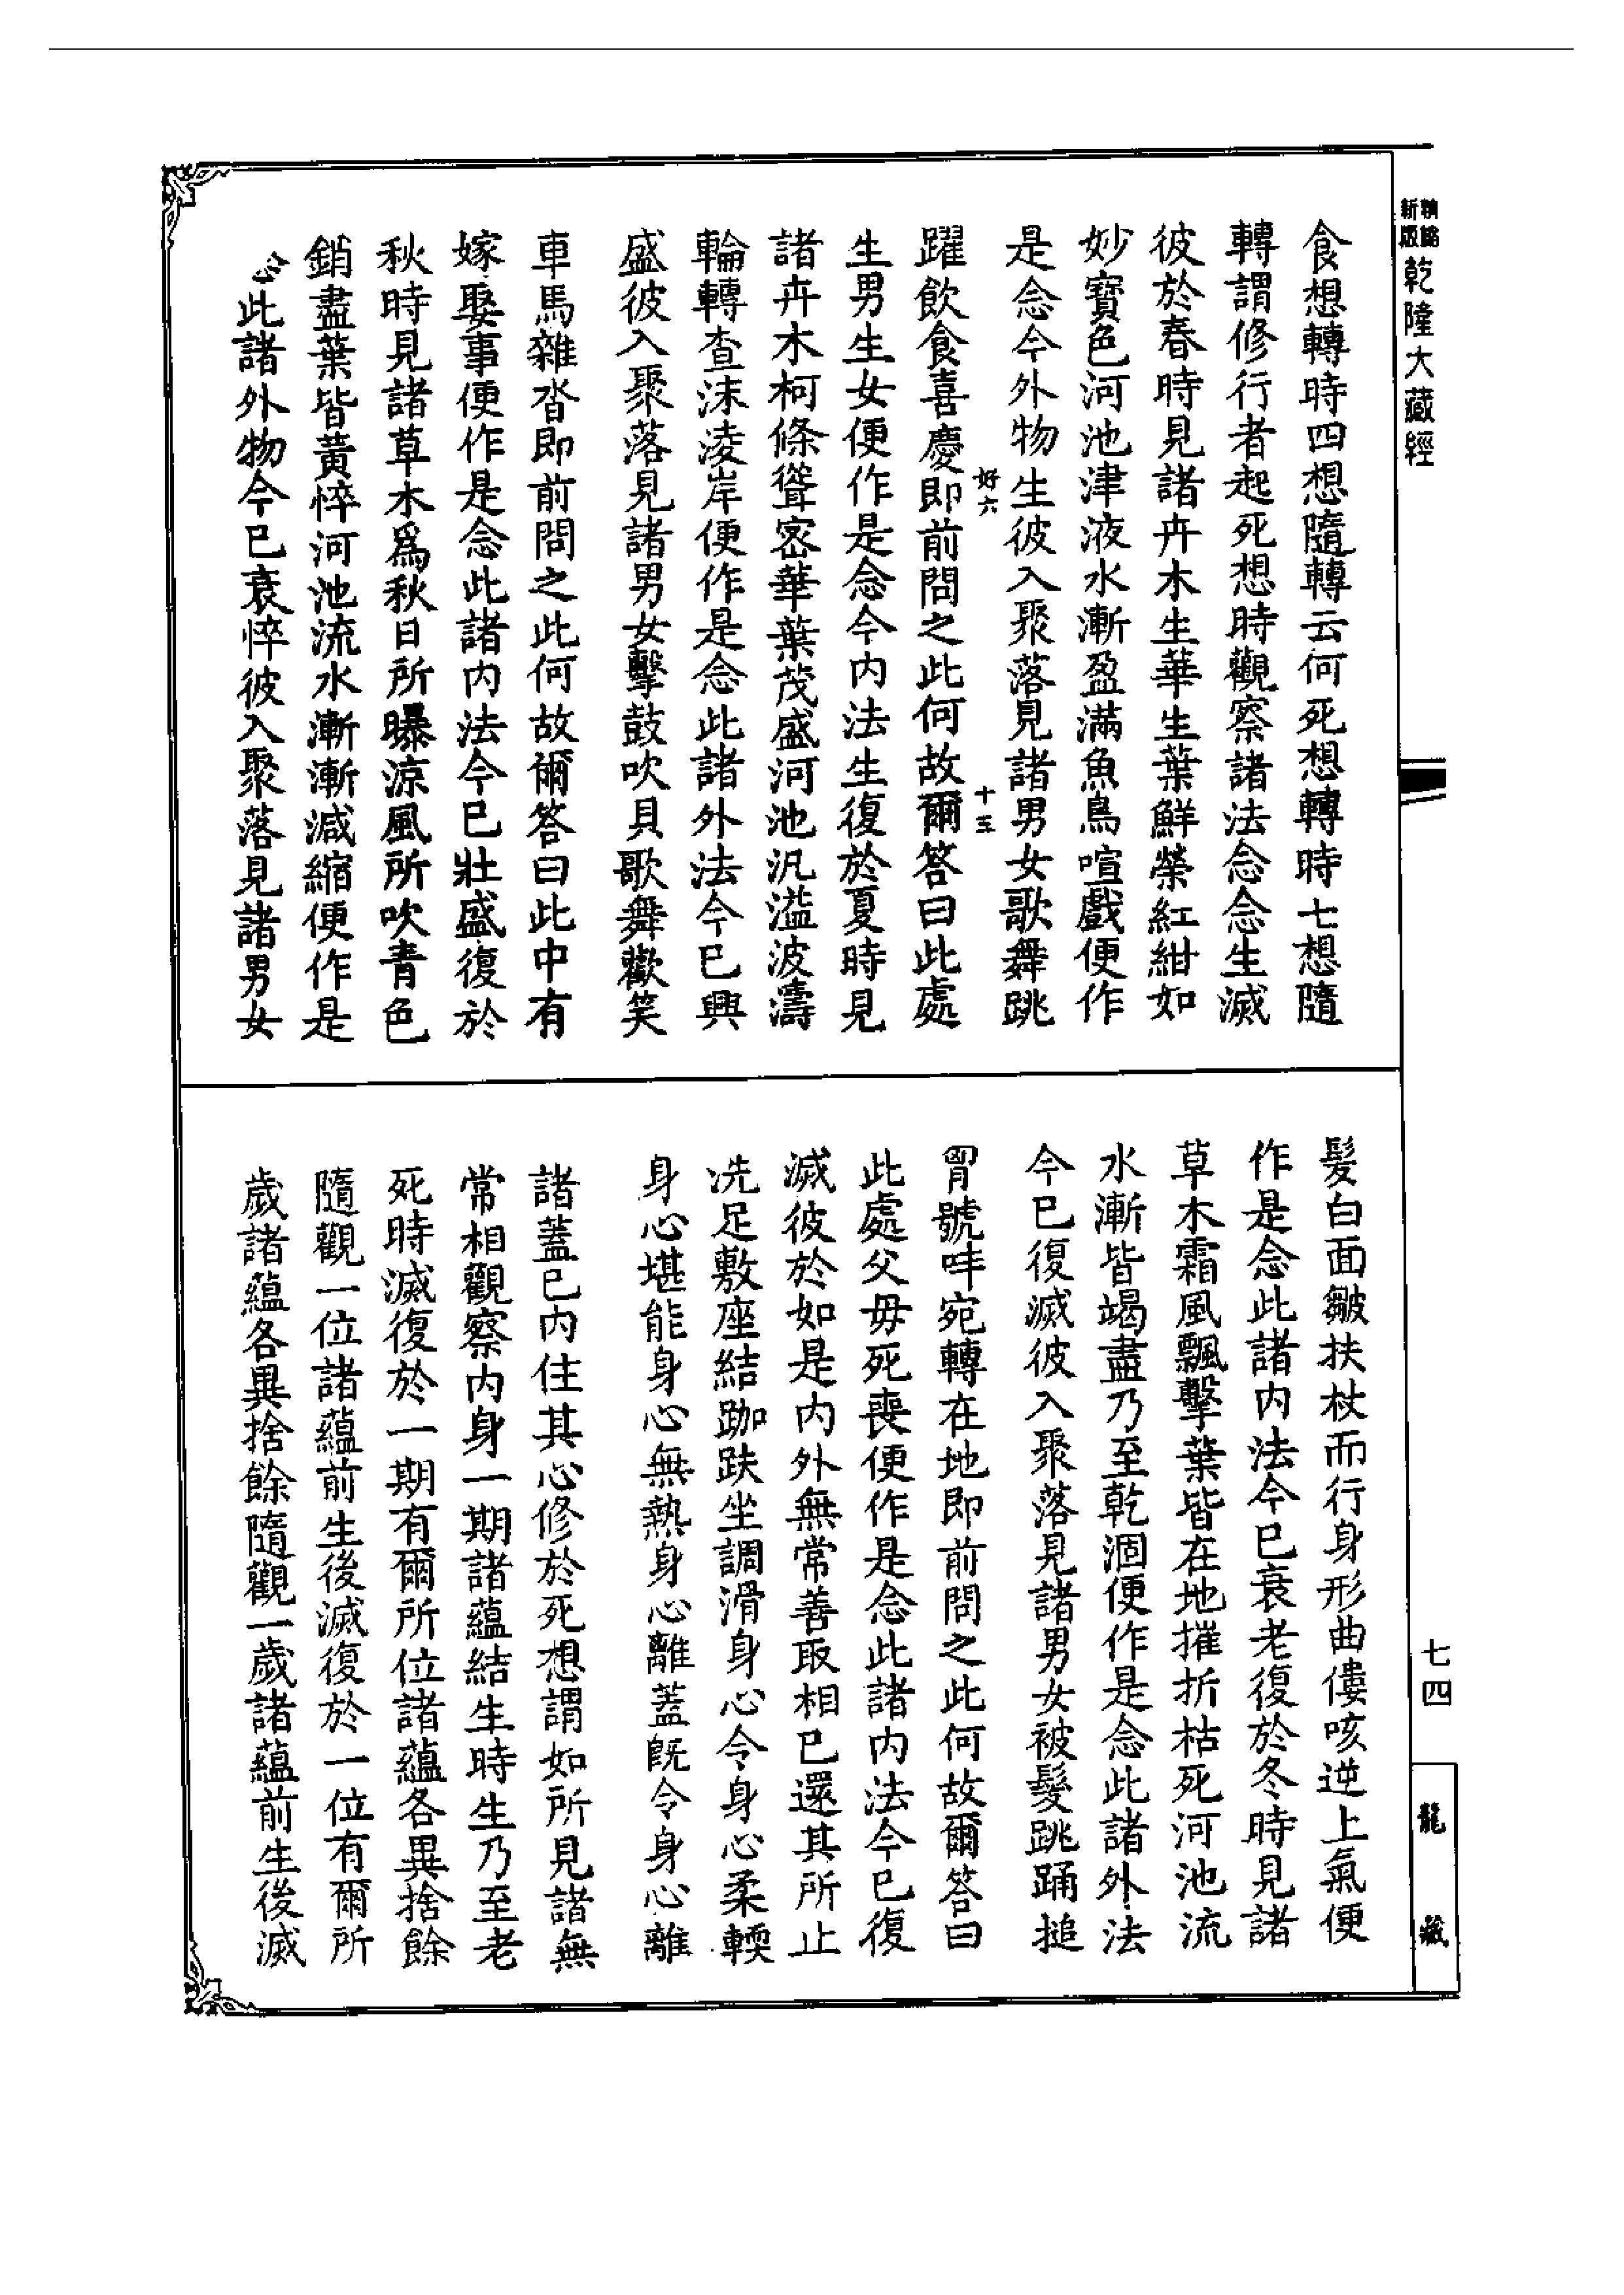 新版 精縮 乾隆大藏經
食想轉時四想隨轉云何死想轉時七想隨
轉謂修行者起死想時觀察諸法念念生滅
彼於春時見諸卉木生華生葉鮮榮紅紺如
妙寶色河池津液水漸盈滿魚鳥喧戲便作
是念今外物生彼入聚落見諸男女歌舞跳
好六 十三
躍飲食喜慶即前問之此何故爾答曰此處
生男生女便作是念今內法生復於夏時見
諸卉木柯條聳密華葉茂盛河池汎溢波濤
輪轉查沫淩岸便作是念此諸外法今已興
盛彼入聚落見諸男女擊鼓吹貝歌舞歡笑
車馬雜沓即前問之此何故爾答曰此中有
嫁娶事便作是念此諸內法今已壯盛復於
秋時見諸草木爲秋日所曝涼風所吹青色
銷盡葉皆黃悴河池流水漸漸減縮便作是
念此諸外物今已衰悴彼入聚落見諸男女
髮白面皺扶杖而行身形曲僂咳逆上氣便
作是念此諸內法今已衰老復於冬時見諸
草木霜風飄擊葉皆在地摧折枯死河池流
水漸皆竭盡乃至乾涸便作是念此諸外法
今已復滅彼入聚落見諸男女被髮跳踊搥
胷號哭宛轉在地即前問之此何故爾答曰
此處父母死喪便作是念此諸內法今已復
滅彼於如是內外無常善取相已還其所止
洗足敷座結跏趺坐調滑身心令身心柔輭
身心堪能身心無熱身心離蓋旣令身心離
諸蓋已內住其心修於死想謂如所見諸無
常相觀察內身一期諸蘊結生時生乃至老
死時滅復於一期有爾所位諸蘊各異捨餘
隨觀一位諸蘊前生後滅復於一位有爾所
歲諸蘊各異捨餘隨觀一歲諸蘊前生後滅
七四
龍藏